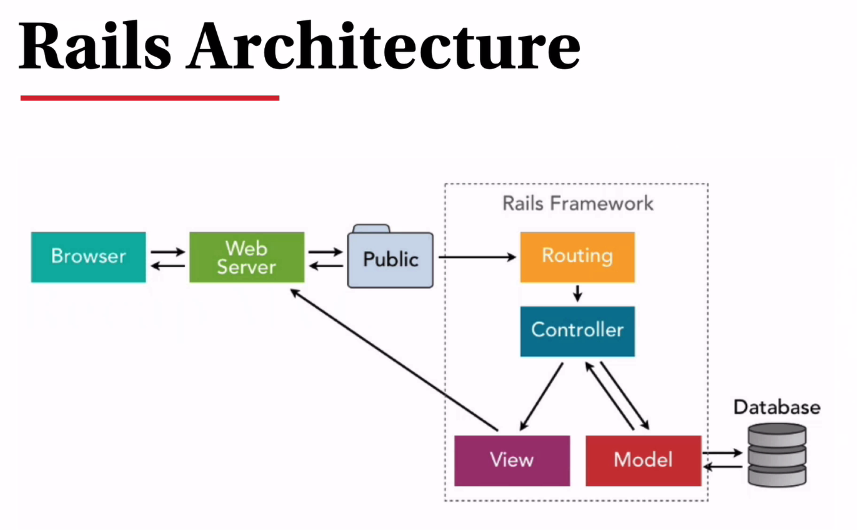 Rails Architecture
Rails Framework
Browser
Web
Server
Public
Routing
Controller
Database
View
Model